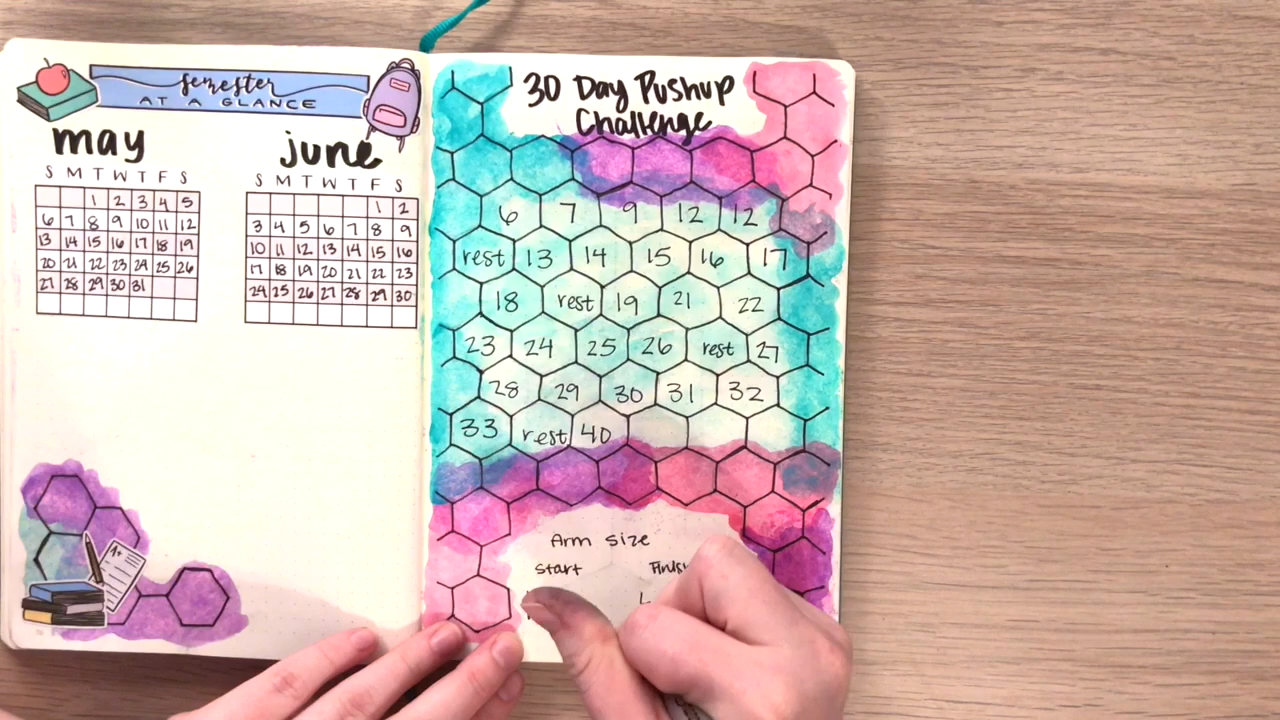 semester
AT A GLANCE
may
S M T W T F S
1 2 3 4 5
6 7 8 9 10 11 12
13 14 15 16 17 18 19
20 21 22 23 24 25 26
27 28 29 30 31
june
S M T W T F S
1 2
3 4 5 6 7 8 9
10 11 12 13 14 15 16
17 18 19 20 21 22 23
24 25 26 27 28 29 30
A+
30 Day Pushup
Challenge
6 7 9 12 12
rest 13 14 15 16 17
18 rest 19 21 22
23 24 25 26 rest 27
28 29 30 31 32
33 rest 40
Arm size
Start
L